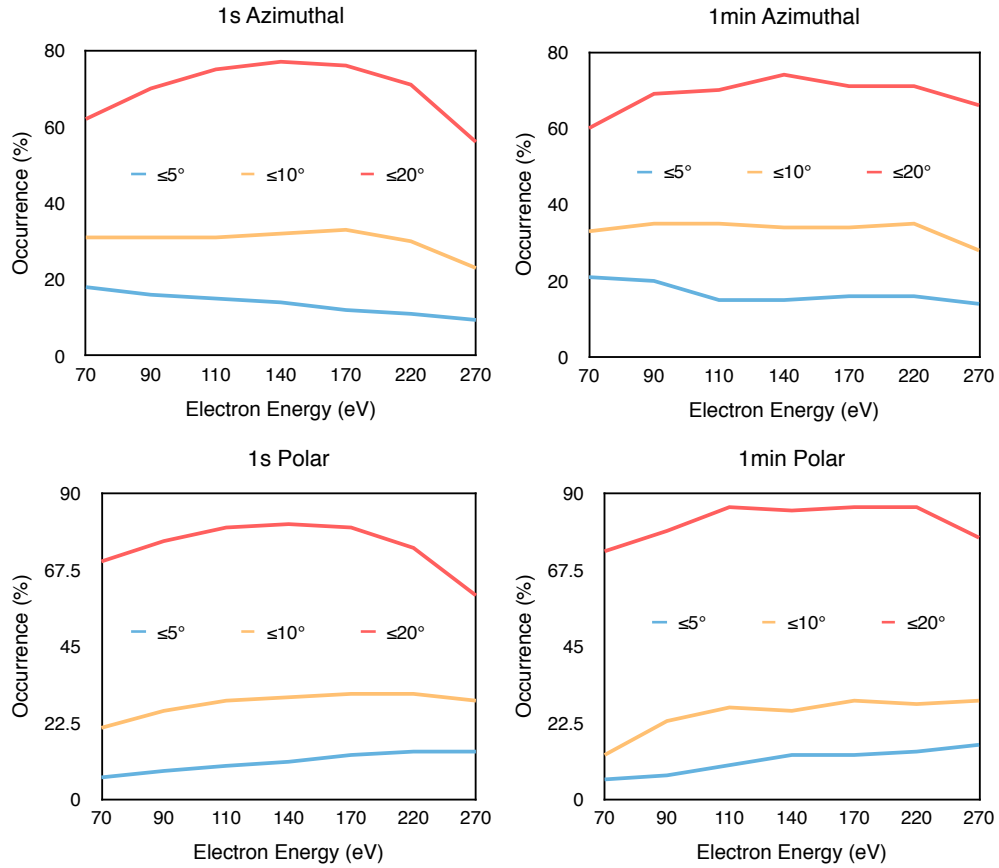 1s Azimuthal
Occurrence (%)
80
60
40
20
0
≤5° ≤10° ≤20°
70 90 110 140 170 220 270
Electron Energy (eV)
1min Azimuthal
Occurrence (%)
80
60
40
20
0
≤5° ≤10° ≤20°
70 90 110 140 170 220 270
Electron Energy (eV)
1s Polar
Occurrence (%)
90
67.5
45
22.5
0
≤5° ≤10° ≤20°
70 90 110 140 170 220 270
Electron Energy (eV)
1min Polar
Occurrence (%)
90
67.5
45
22.5
0
≤5° ≤10° ≤20°
70 90 110 140 170 220 270
Electron Energy (eV)